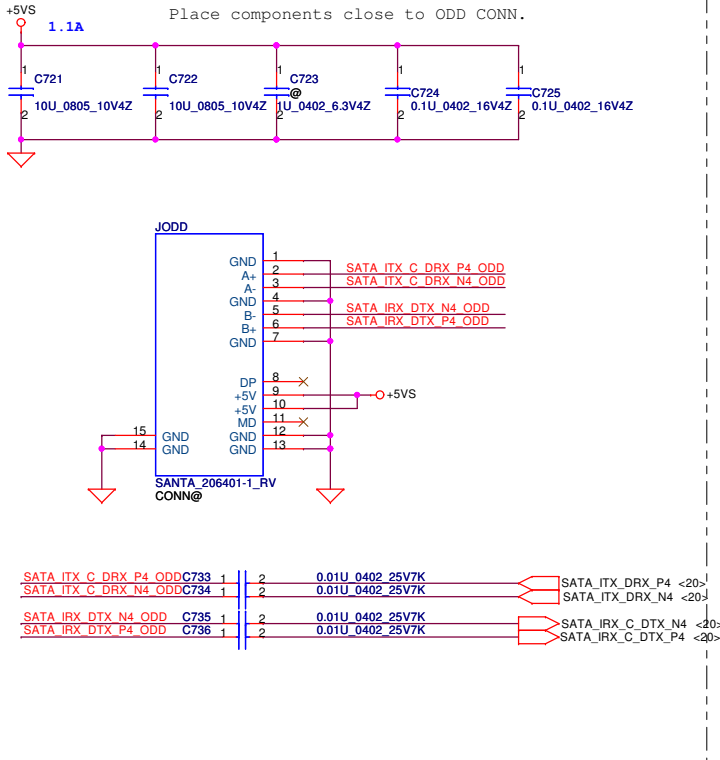 +5VS
Place components close to ODD CONN.
1.1A
1 1 1 1 1
C721 C722 C723 C724 C725
@
10U_0805_10V4Z 10U_0805_10V4Z 1U_0402_6.3V4Z 0.1U_0402_16V4Z 0.1U_0402_16V4Z
2 2 2 2 2
JODD
GND 1
A+ 2 SATA_ITX_C_DRX_P4_ODD
A- 3 SATA_ITX_C_DRX_N4_ODD
GND 4
B- 5 SATA_IRX_DTX_N4_ODD
B+ 6 SATA_IRX_DTX_P4_ODD
GND 7
DP 8
+5V 9 +5VS
+5V 10
MD 11
15 GND GND 12
14 GND GND 13
SANTA_206401-1_RV
CONN@
SATA_ITX_C_DRX_P4_ODD C733 1 2 0.01U_0402_25V7K SATA_ITX_DRX_P4 <20>
SATA_ITX_C_DRX_N4_ODD C734 1 2 0.01U_0402_25V7K SATA_ITX_DRX_N4 <20>
SATA_IRX_DTX_N4_ODD C735 1 2 0.01U_0402_25V7K SATA_IRX_C_DTX_N4 <20>
SATA_IRX_DTX_P4_ODD C736 1 2 0.01U_0402_25V7K SATA_IRX_C_DTX_P4 <20>